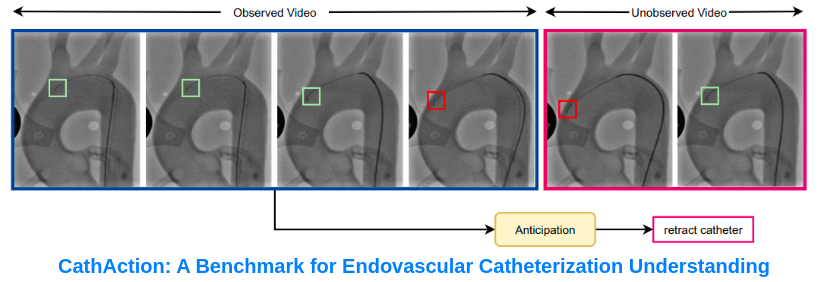 Observed Video
Unobserved Video
Anticipation
retract catheter
CathAction: A Benchmark for Endovascular Catheterization Understanding